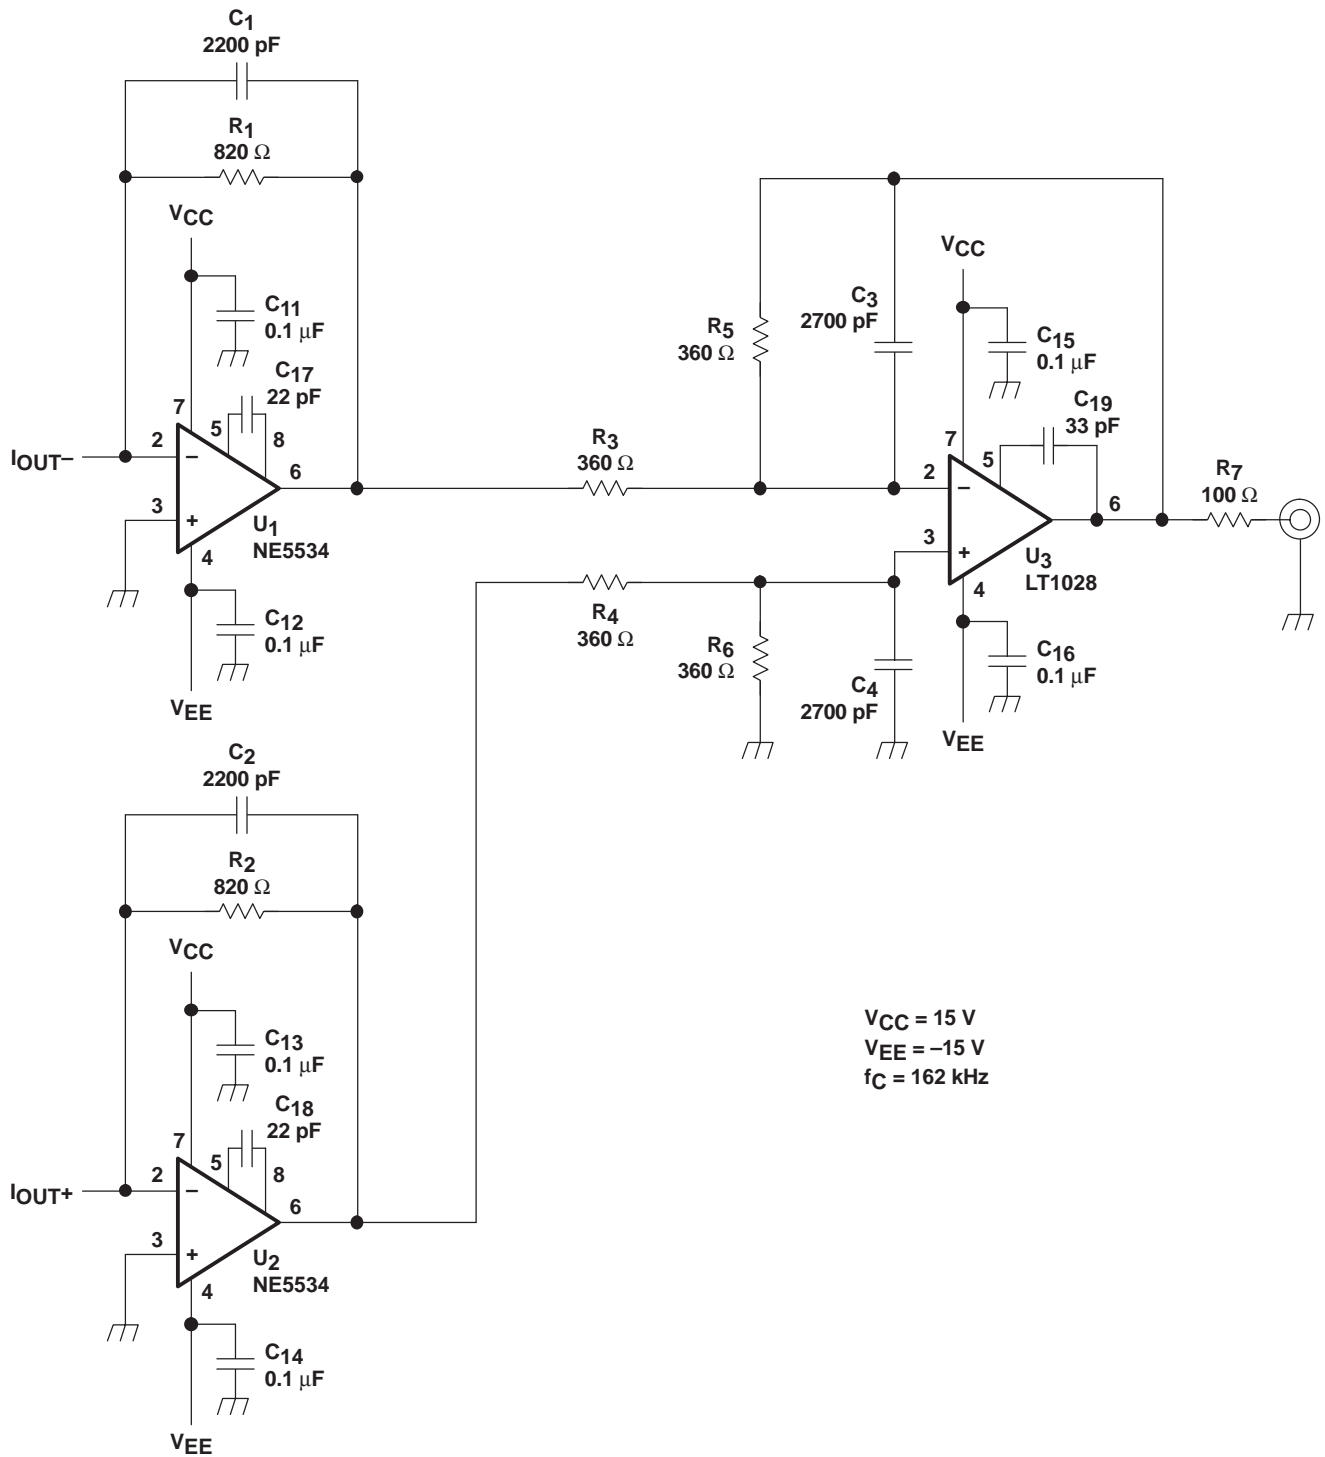 C1
2200 pF
R1
820 Ω
VCC
C11
0.1 μF
C17
22 pF
7
5
8
2
–
IOUT–
6
3
+
U1
NE5534
4
C12
0.1 μF
VEE
R3
360 Ω
R5
360 Ω
C3
2700 pF
VCC
C15
0.1 μF
C19
33 pF
7
5
2
–
6
R7
100 Ω
3
+
U3
LT1028
4
R4
360 Ω
R6
360 Ω
C4
2700 pF
C16
0.1 μF
VEE
C2
2200 pF
R2
820 Ω
VCC
C13
0.1 μF
C18
22 pF
7
5
8
2
–
IOUT+
6
3
+
U2
NE5534
4
C14
0.1 μF
VEE
VCC = 15 V
VEE = –15 V
fC = 162 kHz